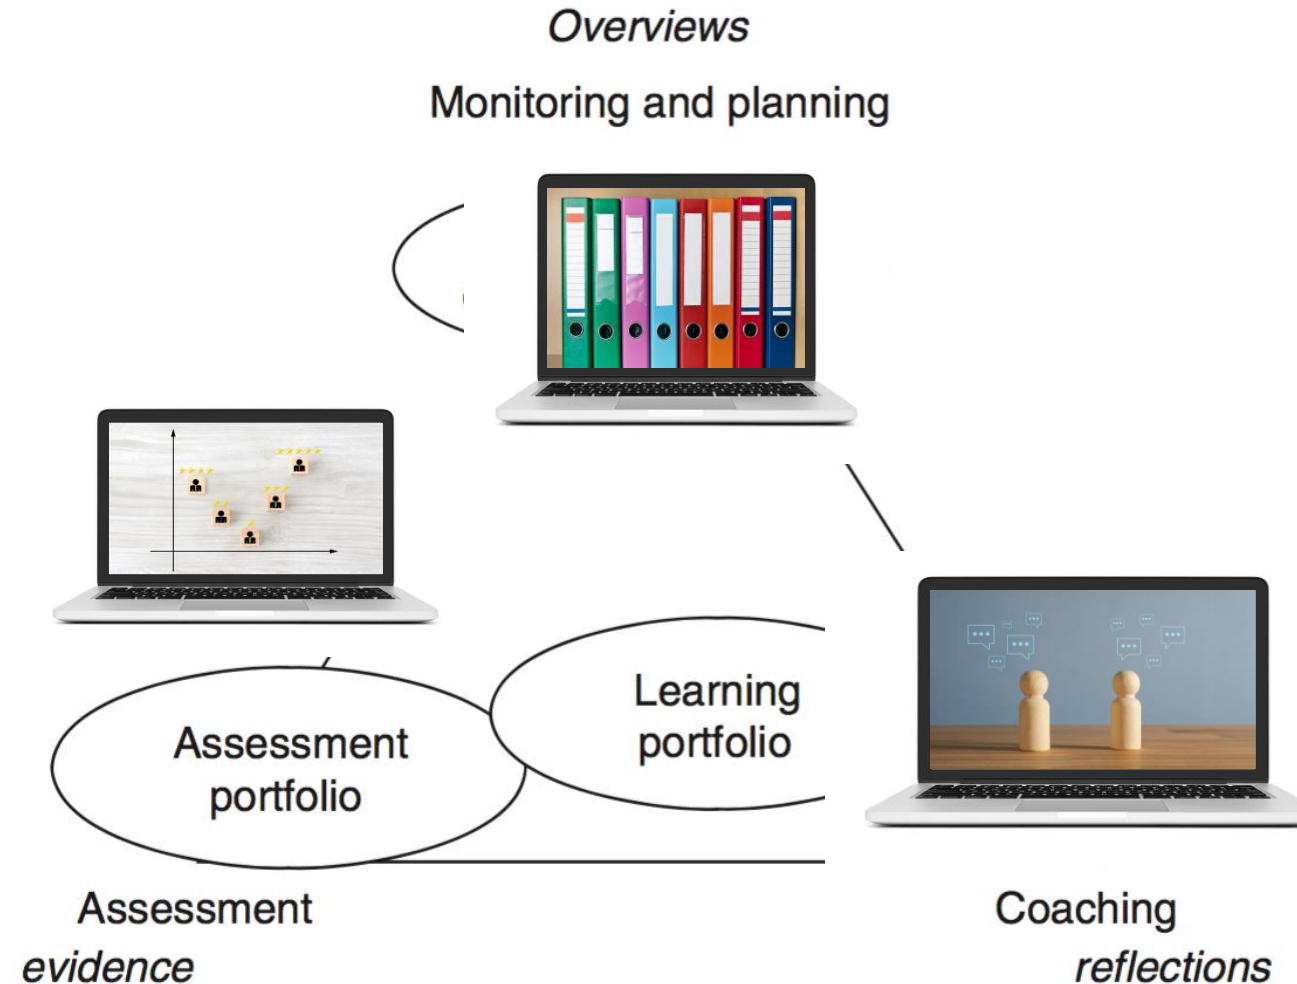 Overviews
Monitoring and planning
Learning
portfolio
Assessment
portfolio
Assessment
evidence
Coaching
reflections